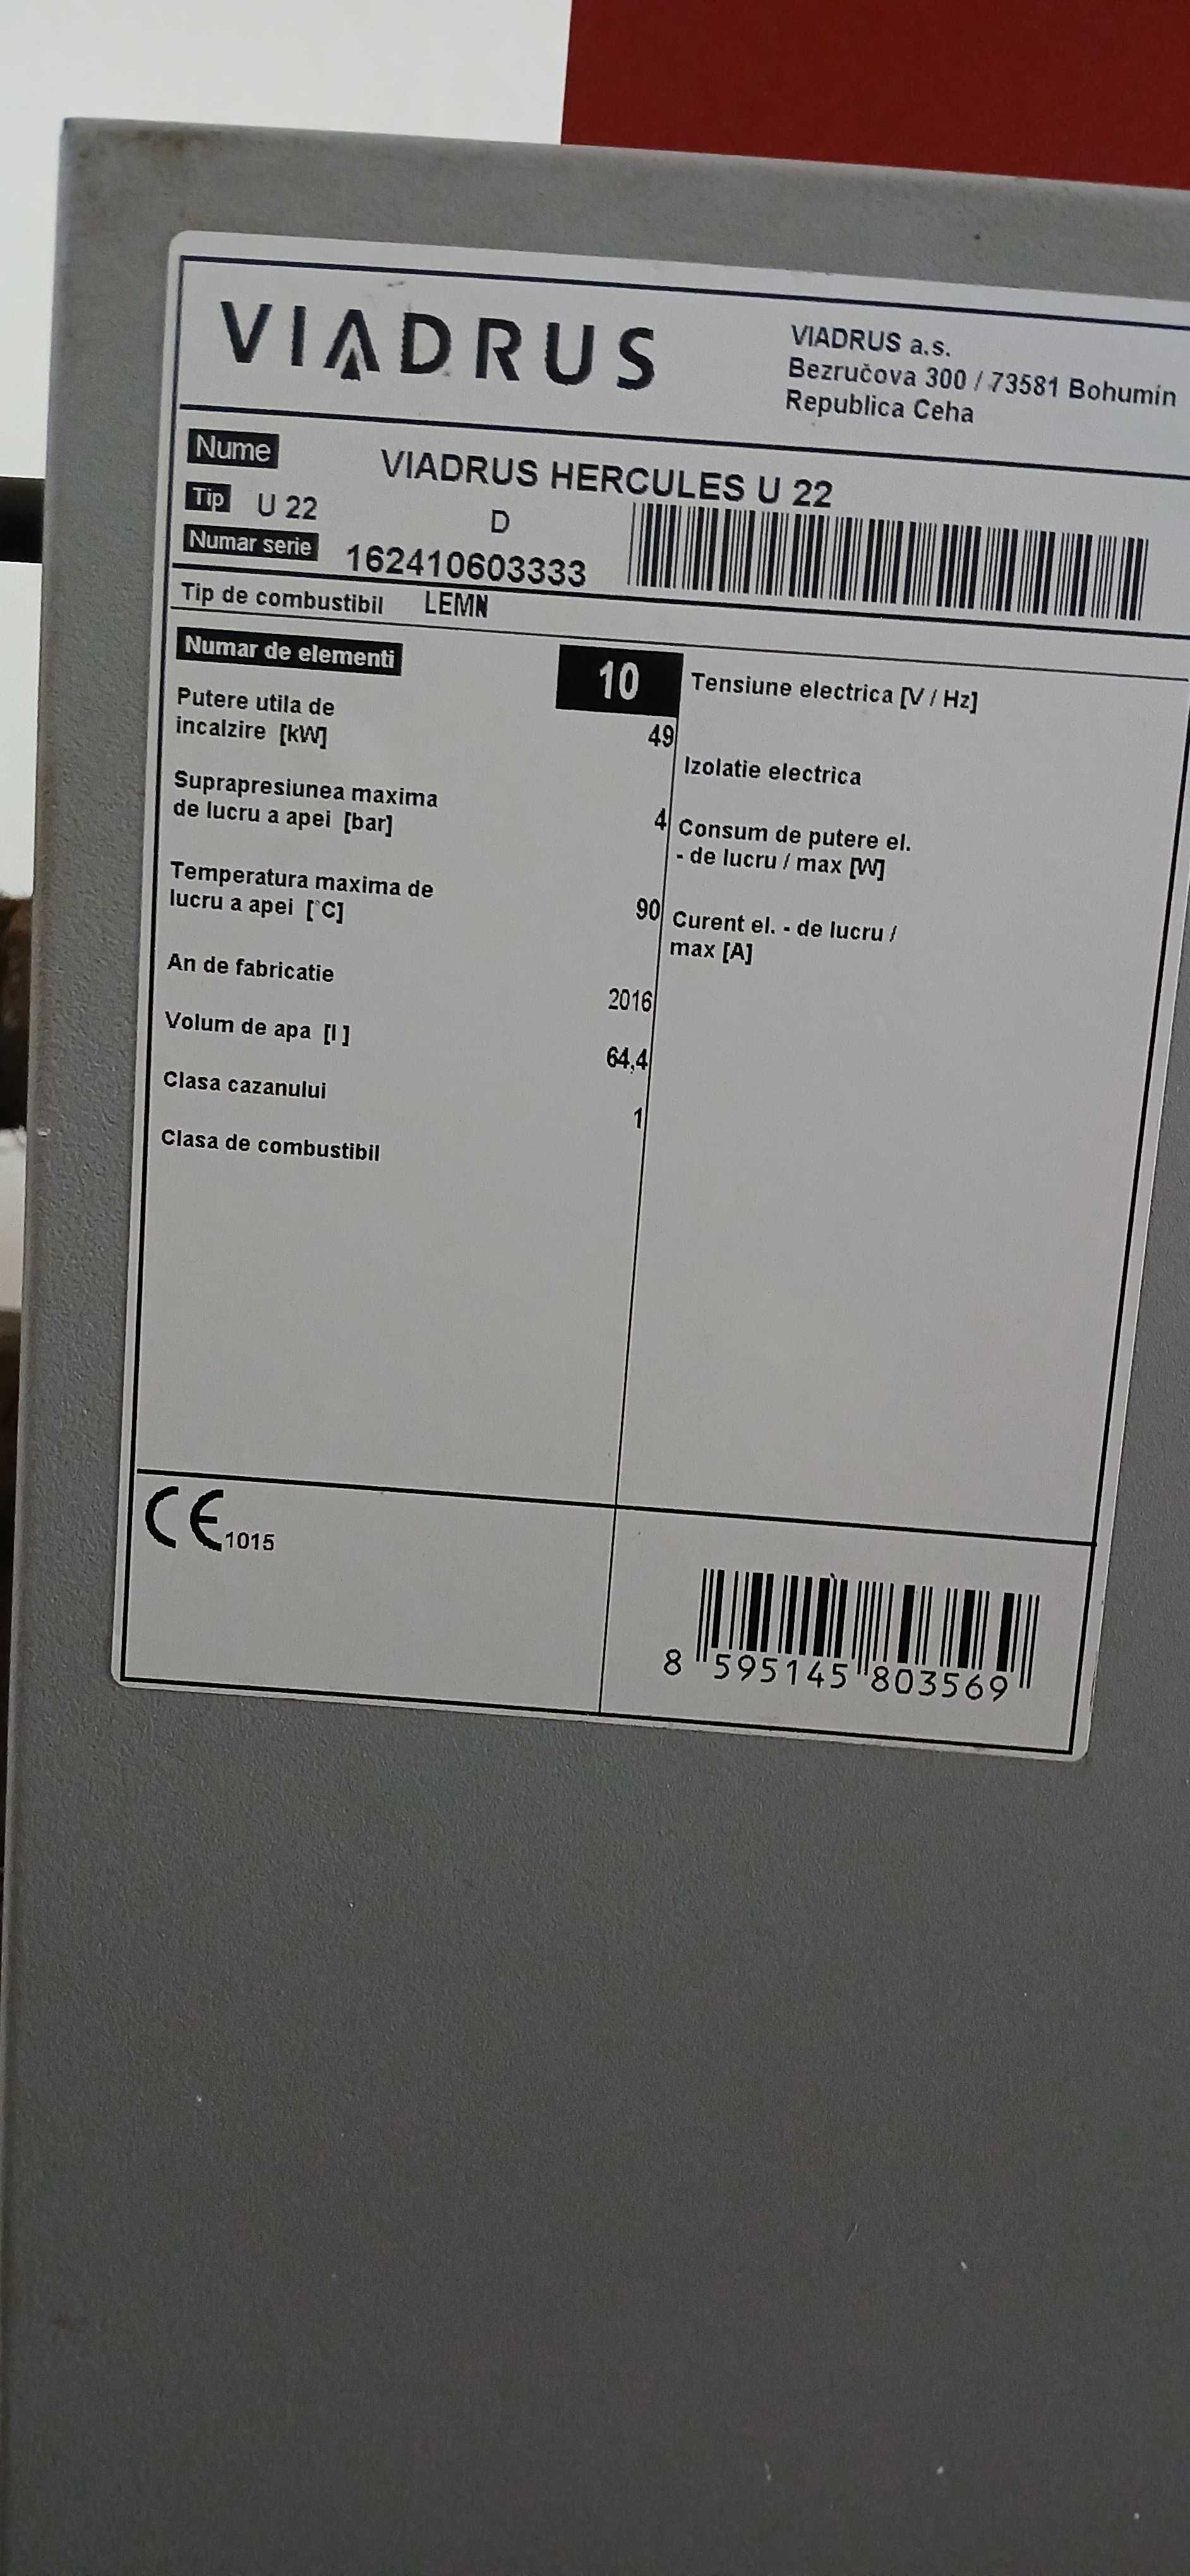 VIADRUS
VIADRUS a.s.
Bezručova 300 / 73581 Bohumín
Republica Ceha
Nume VIADRUS HERCULES U 22
Tip U 22 D
Numar serie 162410603333
Tip de combustibil LEMN
Numar de elementi 10
Putere utila de
incalzire [kW] 49
Suprapresiunea maxima
de lucru a apei [bar] 4
Temperatura maxima de
lucru a apei [°C] 90
An de fabricatie 2016
Volum de apa [l] 64,4
Clasa cazanului 1
Clasa de combustibil
Tensiune electrica [V / Hz]
Izolatie electrica
Consum de putere el.
- de lucru / max [W]
Curent el. - de lucru /
max [A]
CE 1015
8 595145 803569